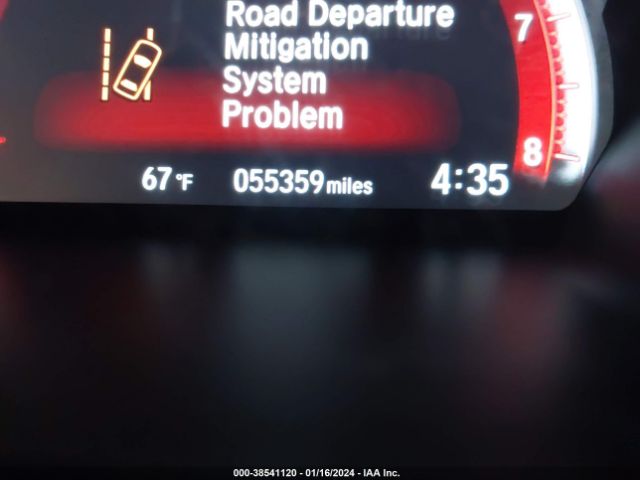 Road Departure
Mitigation
System
Problem
7
8
67°F 055359 miles 4:35
000-38541120 - 01/16/2024 - IAA Inc.